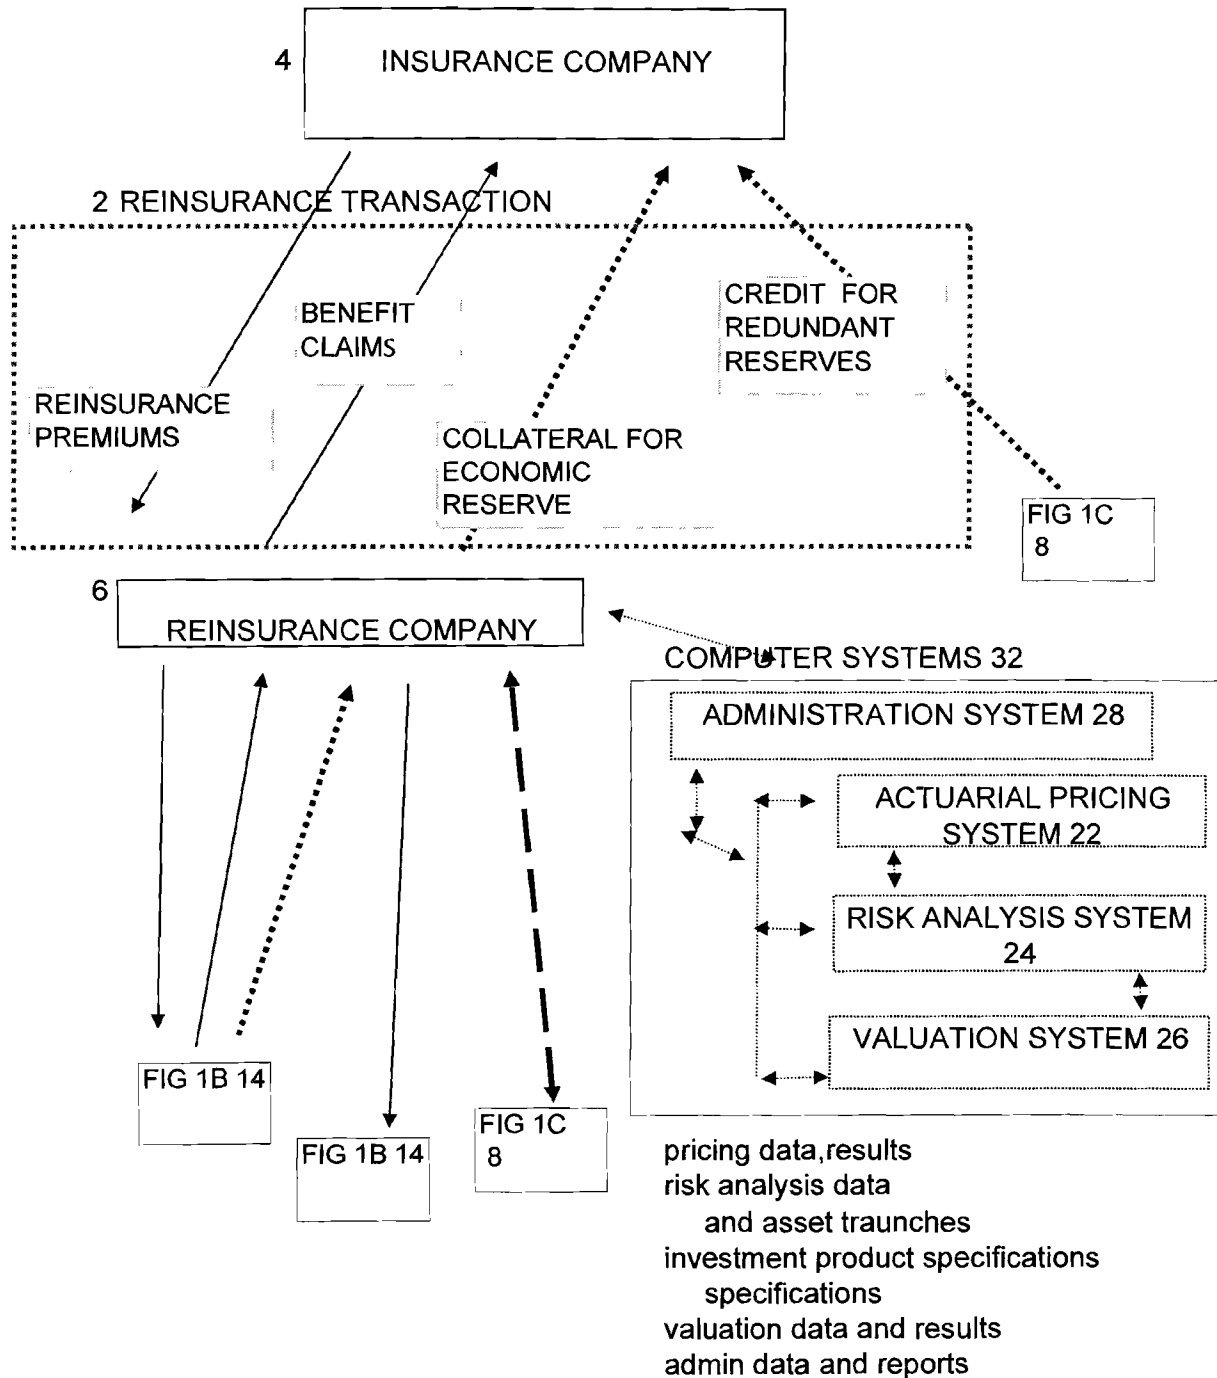 4
INSURANCE COMPANY
2 REINSURANCE TRANSACTION
BENEFIT
CLAIMS
CREDIT FOR
REDUNDANT
RESERVES
REINSURANCE
PREMIUMS
COLLATERAL FOR
ECONOMIC
RESERVE
FIG 1C
8
6
REINSURANCE COMPANY
COMPUTER SYSTEMS 32
ADMINISTRATION SYSTEM 28
ACTUARIAL PRICING
SYSTEM 22
RISK ANALYSIS SYSTEM
24
VALUATION SYSTEM 26
FIG 1B 14
FIG 1B 14
FIG 1C
8
pricing data,results
risk analysis data
and asset traunches
investment product specifications
specifications
valuation data and results
admin data and reports